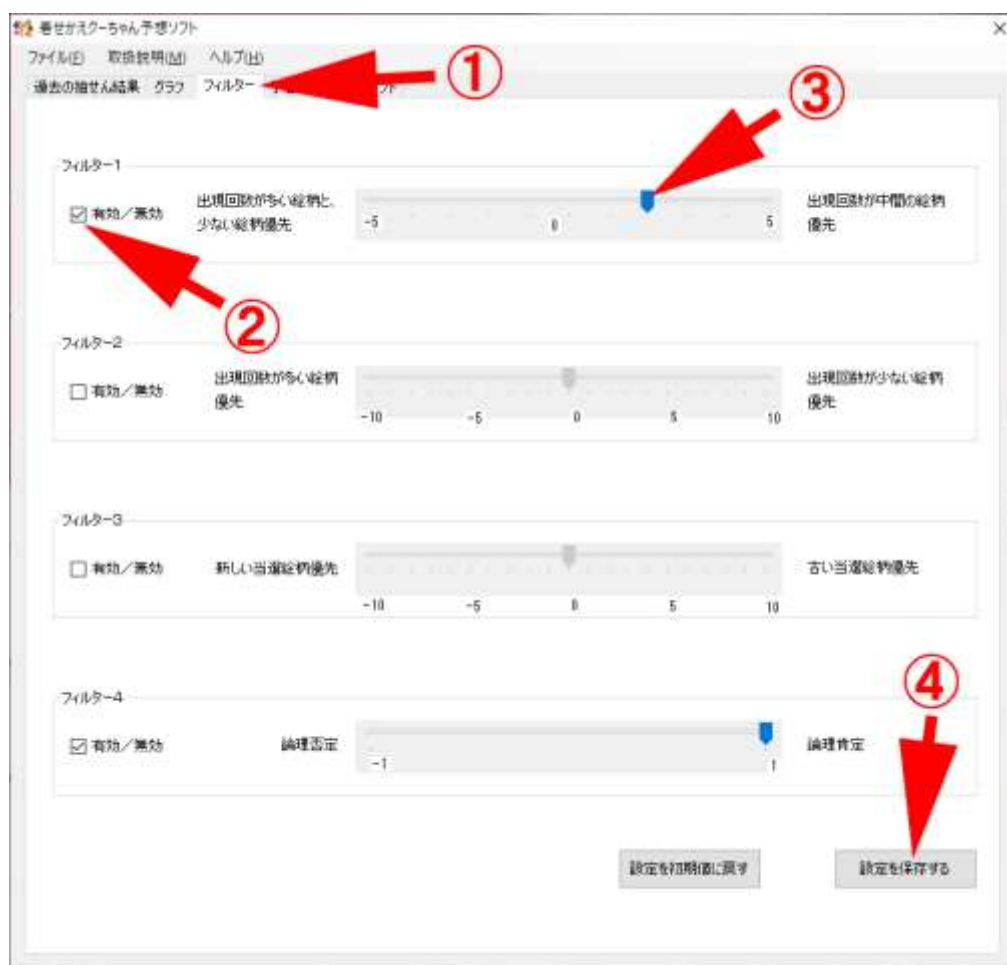 着せかえクーちゃん予想ソフト
ファイル(F) 取扱説明(M) ヘルプ(H)
過去の抽せん結果 グラフ フィルター
①
②
③
④
フィルター1
有効/無効
出現回数が多い絵柄と、
少ない絵柄優先
-5 0 5
出現回数が中間の絵柄
優先
フィルター2
有効/無効
出現回数が多い絵柄
優先
-10 -5 0 5 10
出現回数が少ない絵柄
優先
フィルター3
有効/無効
新しい当選絵柄優先
-10 -5 0 5 10
古い当選絵柄優先
フィルター4
有効/無効
論理否定
-1 1
論理肯定
設定を初期値に戻す
設定を保存する